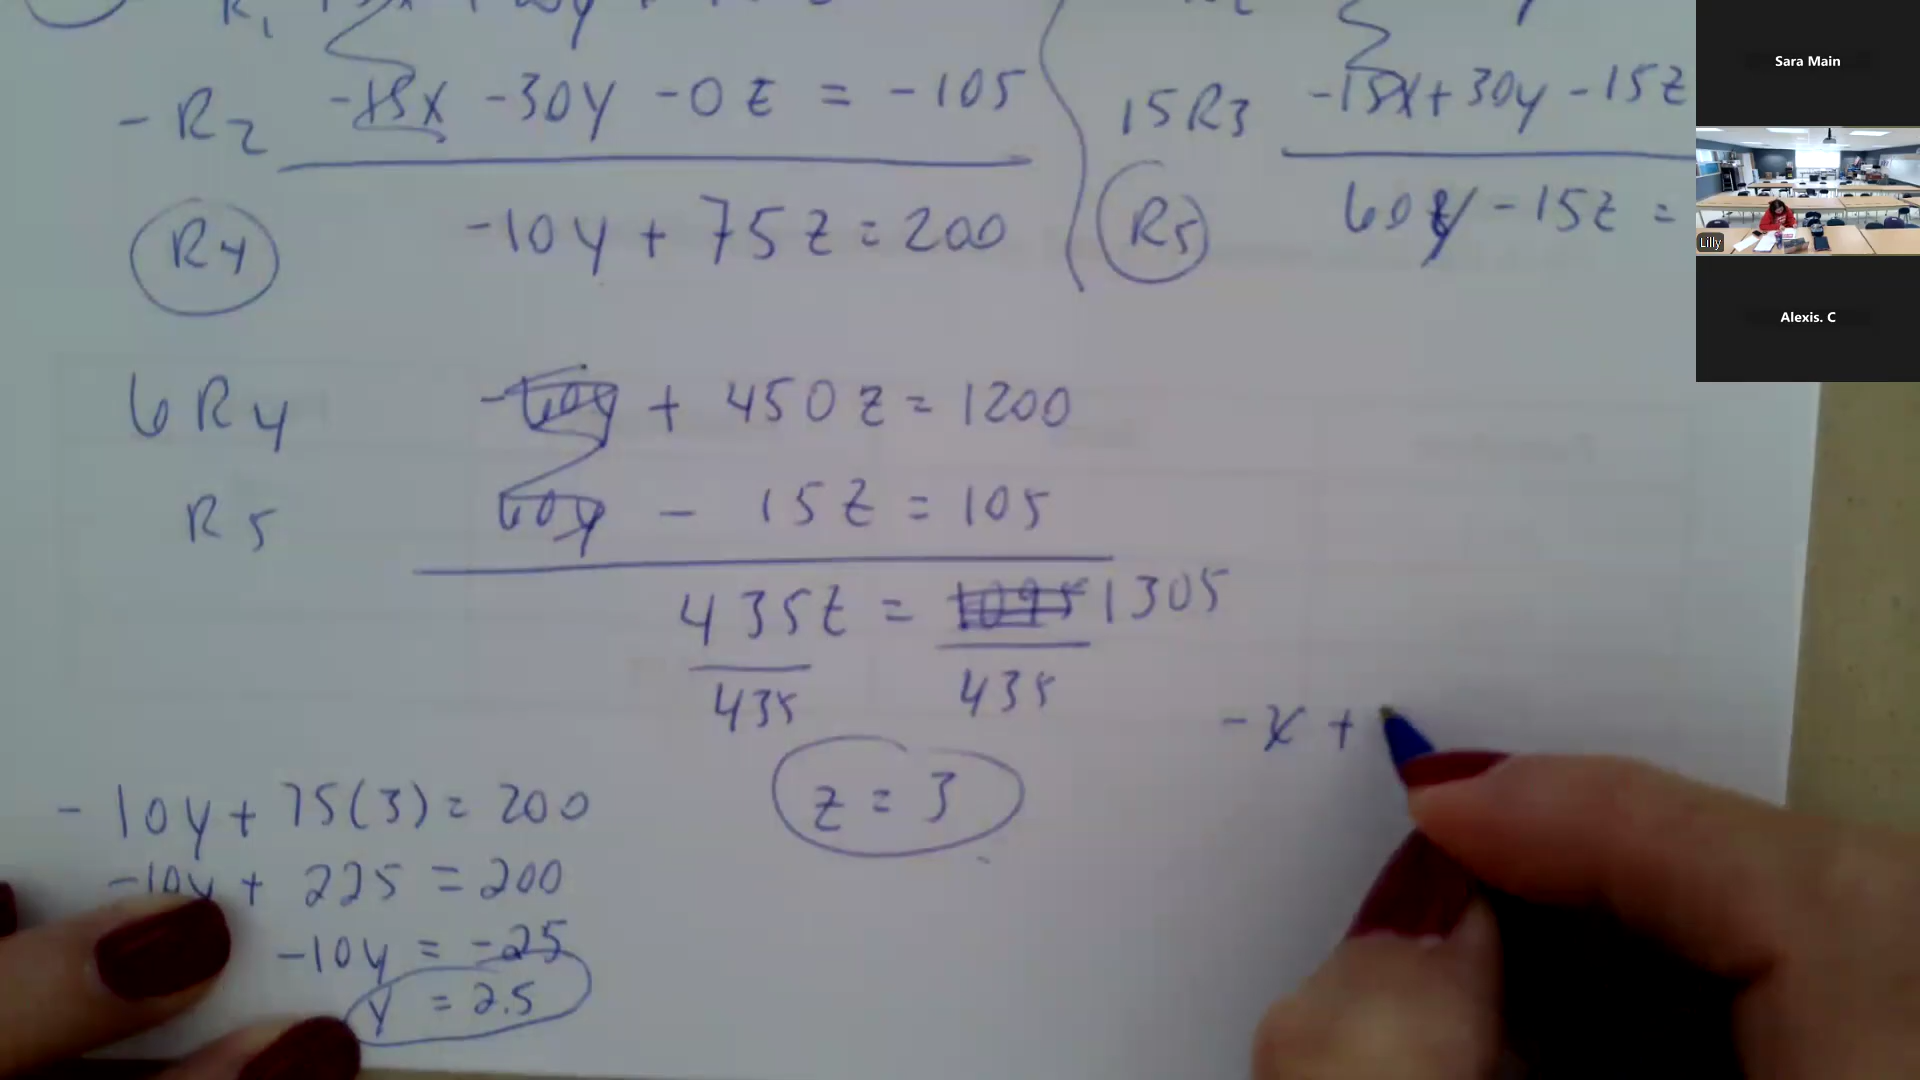 -R2 -15x -30y -0z = -105
R4 -10y + 75z = 200
15R3 -15x + 30y - 15z
R5 60y - 15z =
6R4 -60y + 450z = 1200
R5 60y - 15z = 105
435z = 1305
435 435
z = 3
-x +
-10y + 75(3) = 200
-10y + 225 = 200
-10y = -25
y = 2.5
Sara Main
Lilly
Alexis. C